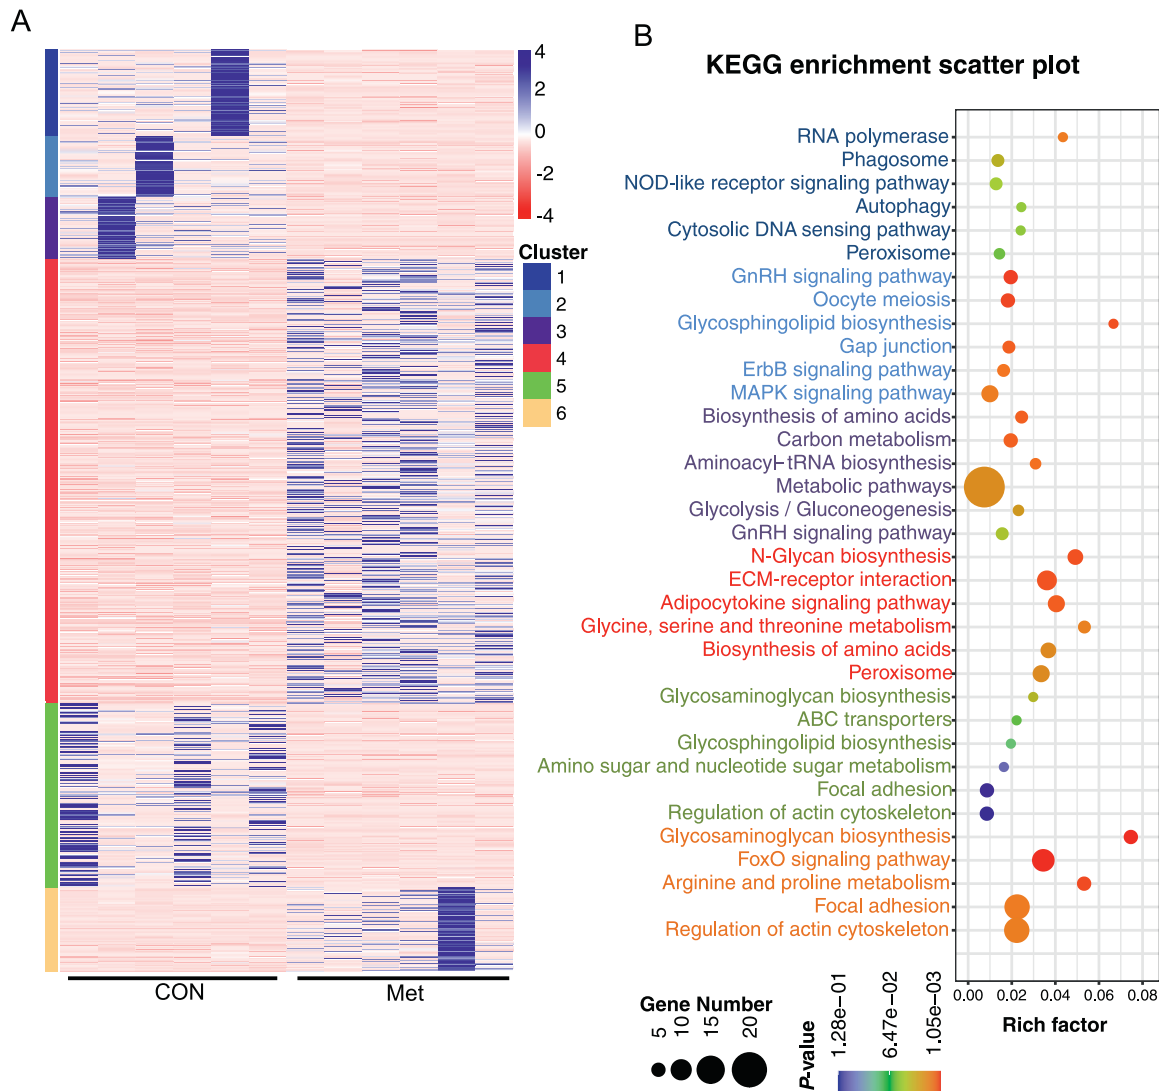 A
4
2
0
-2
-4
Cluster
1
2
3
4
5
6
CON
Met
B
KEGG enrichment scatter plot
RNA polymerase
Phagosome
NOD-like receptor signaling pathway
Autophagy
Cytosolic DNA sensing pathway
Peroxisome
GnRH signaling pathway
Oocyte meiosis
Glycosphingolipid biosynthesis
Gap junction
ErbB signaling pathway
MAPK signaling pathway
Biosynthesis of amino acids
Carbon metabolism
Aminoacyl-tRNA biosynthesis
Metabolic pathways
Glycolysis / Gluconeogenesis
GnRH signaling pathway
N-Glycan biosynthesis
ECM-receptor interaction
Adipocytokine signaling pathway
Glycine, serine and threonine metabolism
Biosynthesis of amino acids
Peroxisome
Glycosaminoglycan biosynthesis
ABC transporters
Glycosphingolipid biosynthesis
Amino sugar and nucleotide sugar metabolism
Focal adhesion
Regulation of actin cytoskeleton
Glycosaminoglycan biosynthesis
FoxO signaling pathway
Arginine and proline metabolism
Focal adhesion
Regulation of actin cytoskeleton
0.00 0.02 0.04 0.06 0.08
Rich factor
Gene Number
5 10 15 20
P-value
1.28e-01
6.47e-02
1.05e-03